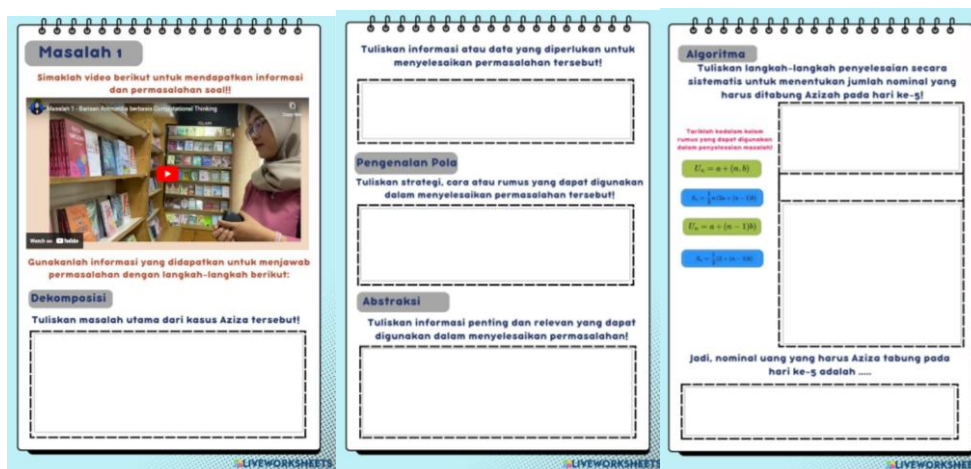 Masalah 1
Simaklah video berikut untuk mendapatkan informasi
dan permasalahan soal!!
Masalah 1 - Barisan Aritmatika berbasis Computational Thinking
Watch on YouTube
Gunakanlah informasi yang didapatkan untuk menjawab
permasalahan dengan langkah-langkah berikut:
Dekomposisi
Tuliskan masalah utama dari kasus Aziza tersebut!
LIVEWORKSHEETS
Tuliskan informasi atau data yang diperlukan untuk
menyelesaikan permasalahan tersebut!
Pengenalan Pola
Tuliskan strategi, cara atau rumus yang dapat digunakan
dalam menyelesaikan permasalahan tersebut!
Abstraksi
Tuliskan informasi penting dan relevan yang dapat
digunakan dalam menyelesaikan permasalahan!
LIVEWORKSHEETS
Algoritma
Tuliskan langkah-langkah penyelesaian secara
sistematis untuk menentukan jumlah nominal yang
harus ditabung Azizah pada hari ke-5!
Tariklah kedalam kolom
rumus yang dapat digunakan
dalam penyelesaian masalah!
Uₙ = a + (n, b)
Uₙ = a + (n − 1)b)
Jadi, nominal uang yang harus Aziza tabung pada
hari ke-5 adalah .....
LIVEWORKSHEETS